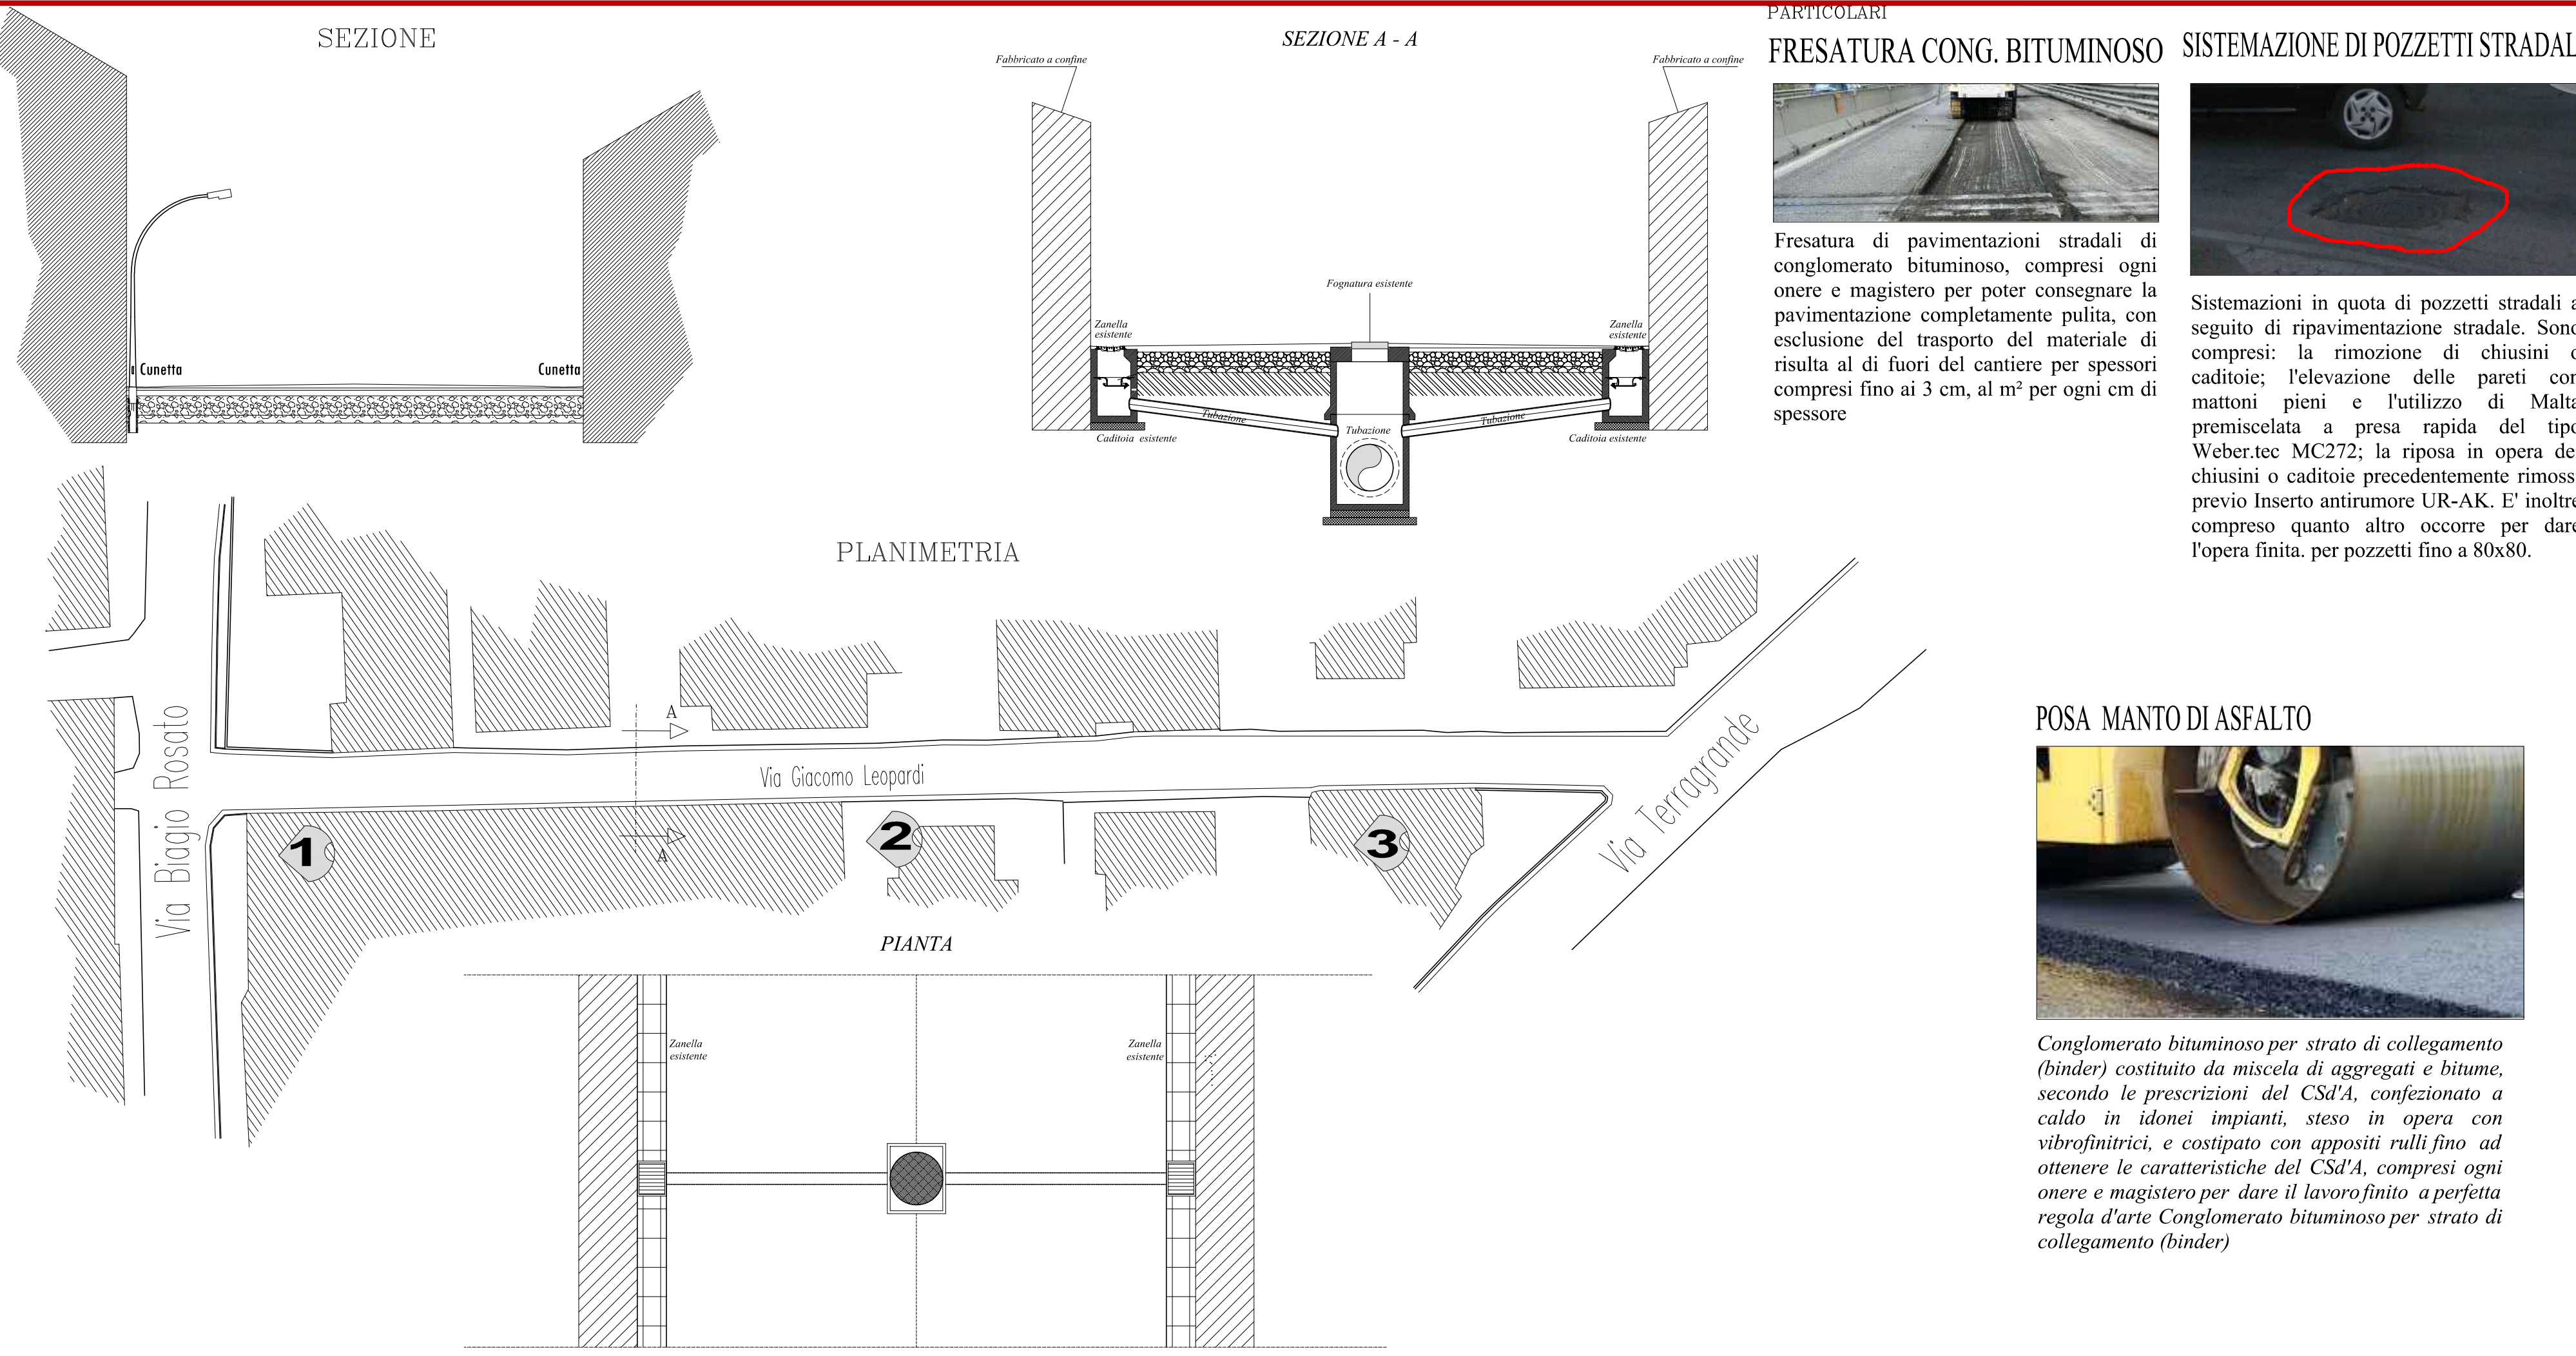 PARTICOLARI
SEZIONE
SEZIONE A - A
FRESATURA CONG. BITUMINOSO
SISTEMAZIONE DI POZZETTI STRADAL
Fabbricato a confine
Fabbricato a confine
Fognatura esistente
Zanella
esistente
Zanella
esistente
Cunetta
Cunetta
Tubazione
Tubazione
Tubazione
Caditoia esistente
Caditoia esistente
Fresatura di pavimentazioni stradali di
conglomerato bituminoso, compresi ogni
onere e magistero per poter consegnare la
pavimentazione completamente pulita, con
esclusione del trasporto del materiale di
risulta al di fuori del cantiere per spessori
compresi fino ai 3 cm, al m² per ogni cm di
spessore
Sistemazioni in quota di pozzetti stradali a
seguito di ripavimentazione stradale. Sono
compresi: la rimozione di chiusini o
caditoie; l'elevazione delle pareti con
mattoni pieni e l'utilizzo di Malta
premiscelata a presa rapida del tipo
Weber.tec MC272; la riposa in opera de
chiusini o caditoie precedentemente rimoss
previo Inserto antirumore UR-AK. E' inoltre
compreso quanto altro occorre per dare
l'opera finita. per pozzetti fino a 80x80.
PLANIMETRIA
A
Via Biagio Rosato
Via Giacomo Leopardi
Via Terragrande
1
2
3
A
POSA MANTO DI ASFALTO
Conglomerato bituminoso per strato di collegamento
(binder) costituito da miscela di aggregati e bitume,
secondo le prescrizioni del CSd'A, confezionato a
caldo in idonei impianti, steso in opera con
vibrofinitrici, e costipato con appositi rulli fino ad
ottenere le caratteristiche del CSd'A, compresi ogni
onere e magistero per dare il lavoro finito a perfetta
regola d'arte Conglomerato bituminoso per strato di
collegamento (binder)
PIANTA
Zanella
esistente
Zanella
esistente